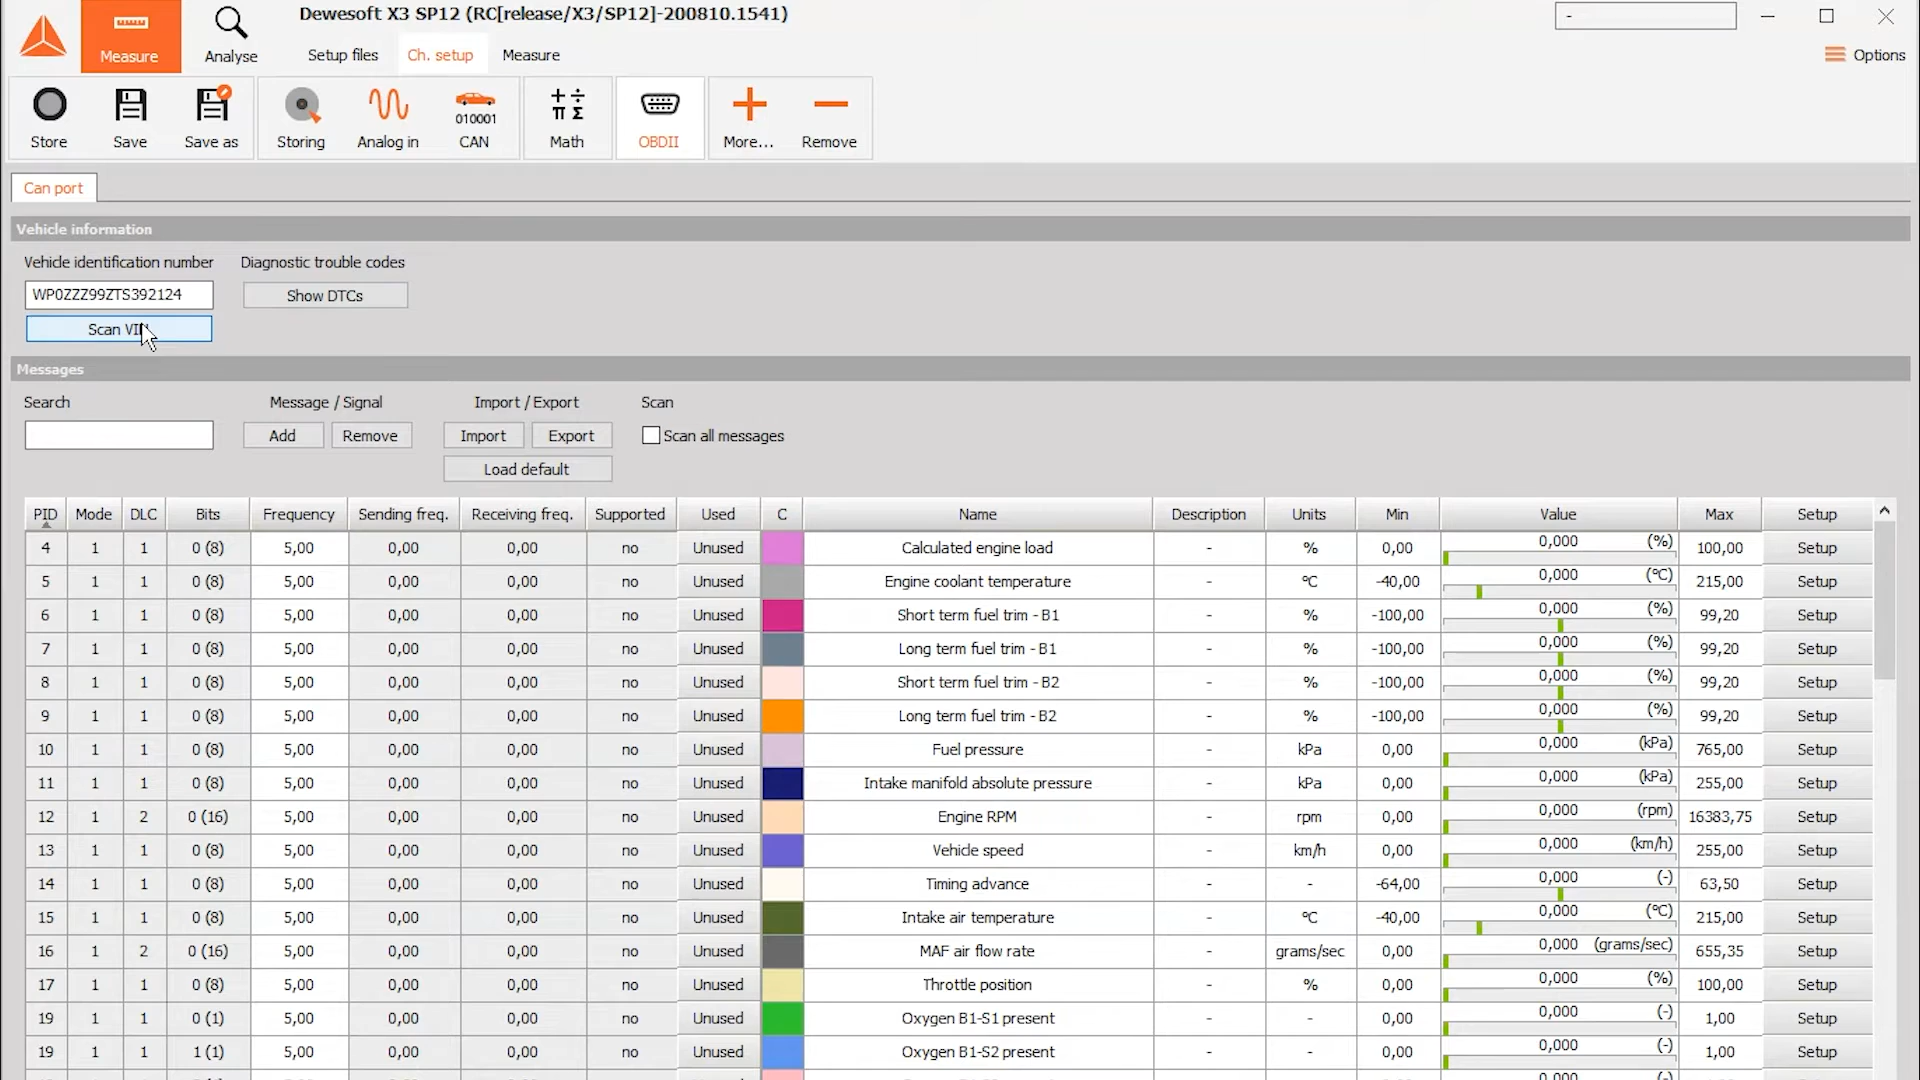 Dewesoft X3 SP12 (RC[release/X3/SP12]-200810.1541)
-
Measure
Analyse
Setup files
Ch. setup
Measure
Options
Store
Save
Save as
Storing
Analog in
010001
CAN
Math
OBDII
More...
Remove
Can port
Vehicle information
Vehicle identification number
Diagnostic trouble codes
WP0ZZZ99ZTS392124
Show DTCs
Scan VIN
Messages
Search
Message / Signal
Import / Export
Scan
Add
Remove
Import
Export
Scan all messages
Load default
PID Mode DLC Bits Frequency Sending freq. Receiving freq. Supported Used C Name Description Units Min Value Max Setup
4 1 1 0 (8) 5,00 0,00 0,00 no Unused Calculated engine load - % 0,00 0,000 (%) 100,00 Setup
5 1 1 0 (8) 5,00 0,00 0,00 no Unused Engine coolant temperature - °C -40,00 0,000 (°C) 215,00 Setup
6 1 1 0 (8) 5,00 0,00 0,00 no Unused Short term fuel trim - B1 - % -100,00 0,000 (%) 99,20 Setup
7 1 1 0 (8) 5,00 0,00 0,00 no Unused Long term fuel trim - B1 - % -100,00 0,000 (%) 99,20 Setup
8 1 1 0 (8) 5,00 0,00 0,00 no Unused Short term fuel trim - B2 - % -100,00 0,000 (%) 99,20 Setup
9 1 1 0 (8) 5,00 0,00 0,00 no Unused Long term fuel trim - B2 - % -100,00 0,000 (%) 99,20 Setup
10 1 1 0 (8) 5,00 0,00 0,00 no Unused Fuel pressure - kPa 0,00 0,000 (kPa) 765,00 Setup
11 1 1 0 (8) 5,00 0,00 0,00 no Unused Intake manifold absolute pressure - kPa 0,00 0,000 (kPa) 255,00 Setup
12 1 2 0 (16) 5,00 0,00 0,00 no Unused Engine RPM - rpm 0,00 0,000 (rpm) 16383,75 Setup
13 1 1 0 (8) 5,00 0,00 0,00 no Unused Vehicle speed - km/h 0,00 0,000 (km/h) 255,00 Setup
14 1 1 0 (8) 5,00 0,00 0,00 no Unused Timing advance - - -64,00 0,000 (-) 63,50 Setup
15 1 1 0 (8) 5,00 0,00 0,00 no Unused Intake air temperature - °C -40,00 0,000 (°C) 215,00 Setup
16 1 2 0 (16) 5,00 0,00 0,00 no Unused MAF air flow rate - grams/sec 0,00 0,000 (grams/sec) 655,35 Setup
17 1 1 0 (8) 5,00 0,00 0,00 no Unused Throttle position - % 0,00 0,000 (%) 100,00 Setup
19 1 1 0 (1) 5,00 0,00 0,00 no Unused Oxygen B1-S1 present - - 0,00 0,000 (-) 1,00 Setup
19 1 1 1 (1) 5,00 0,00 0,00 no Unused Oxygen B1-S2 present - - 0,00 0,000 (-) 1,00 Setup